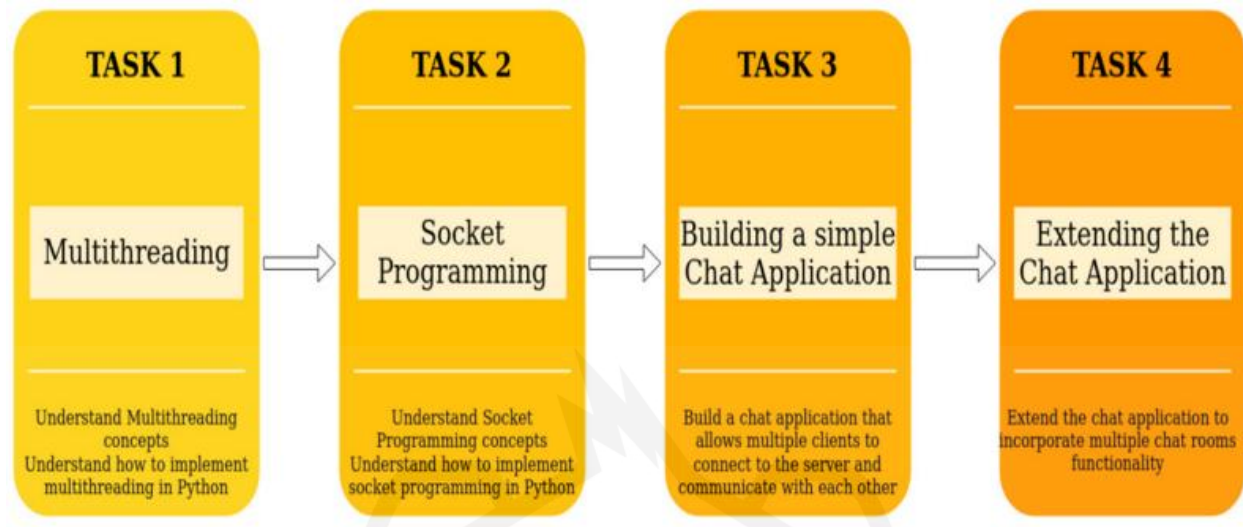 TASK 1
Multithreading
Understand Multithreading
concepts
Understand how to implement
multithreading in Python
TASK 2
Socket
Programming
Understand Socket
Programming concepts
Understand how to implement
socket programming in Python
TASK 3
Building a simple
Chat Application
Build a chat application that
allows multiple clients to
connect to the server and
communicate with each other
TASK 4
Extending the
Chat Application
Extend the chat application to
incorporate multiple chat rooms
functionality